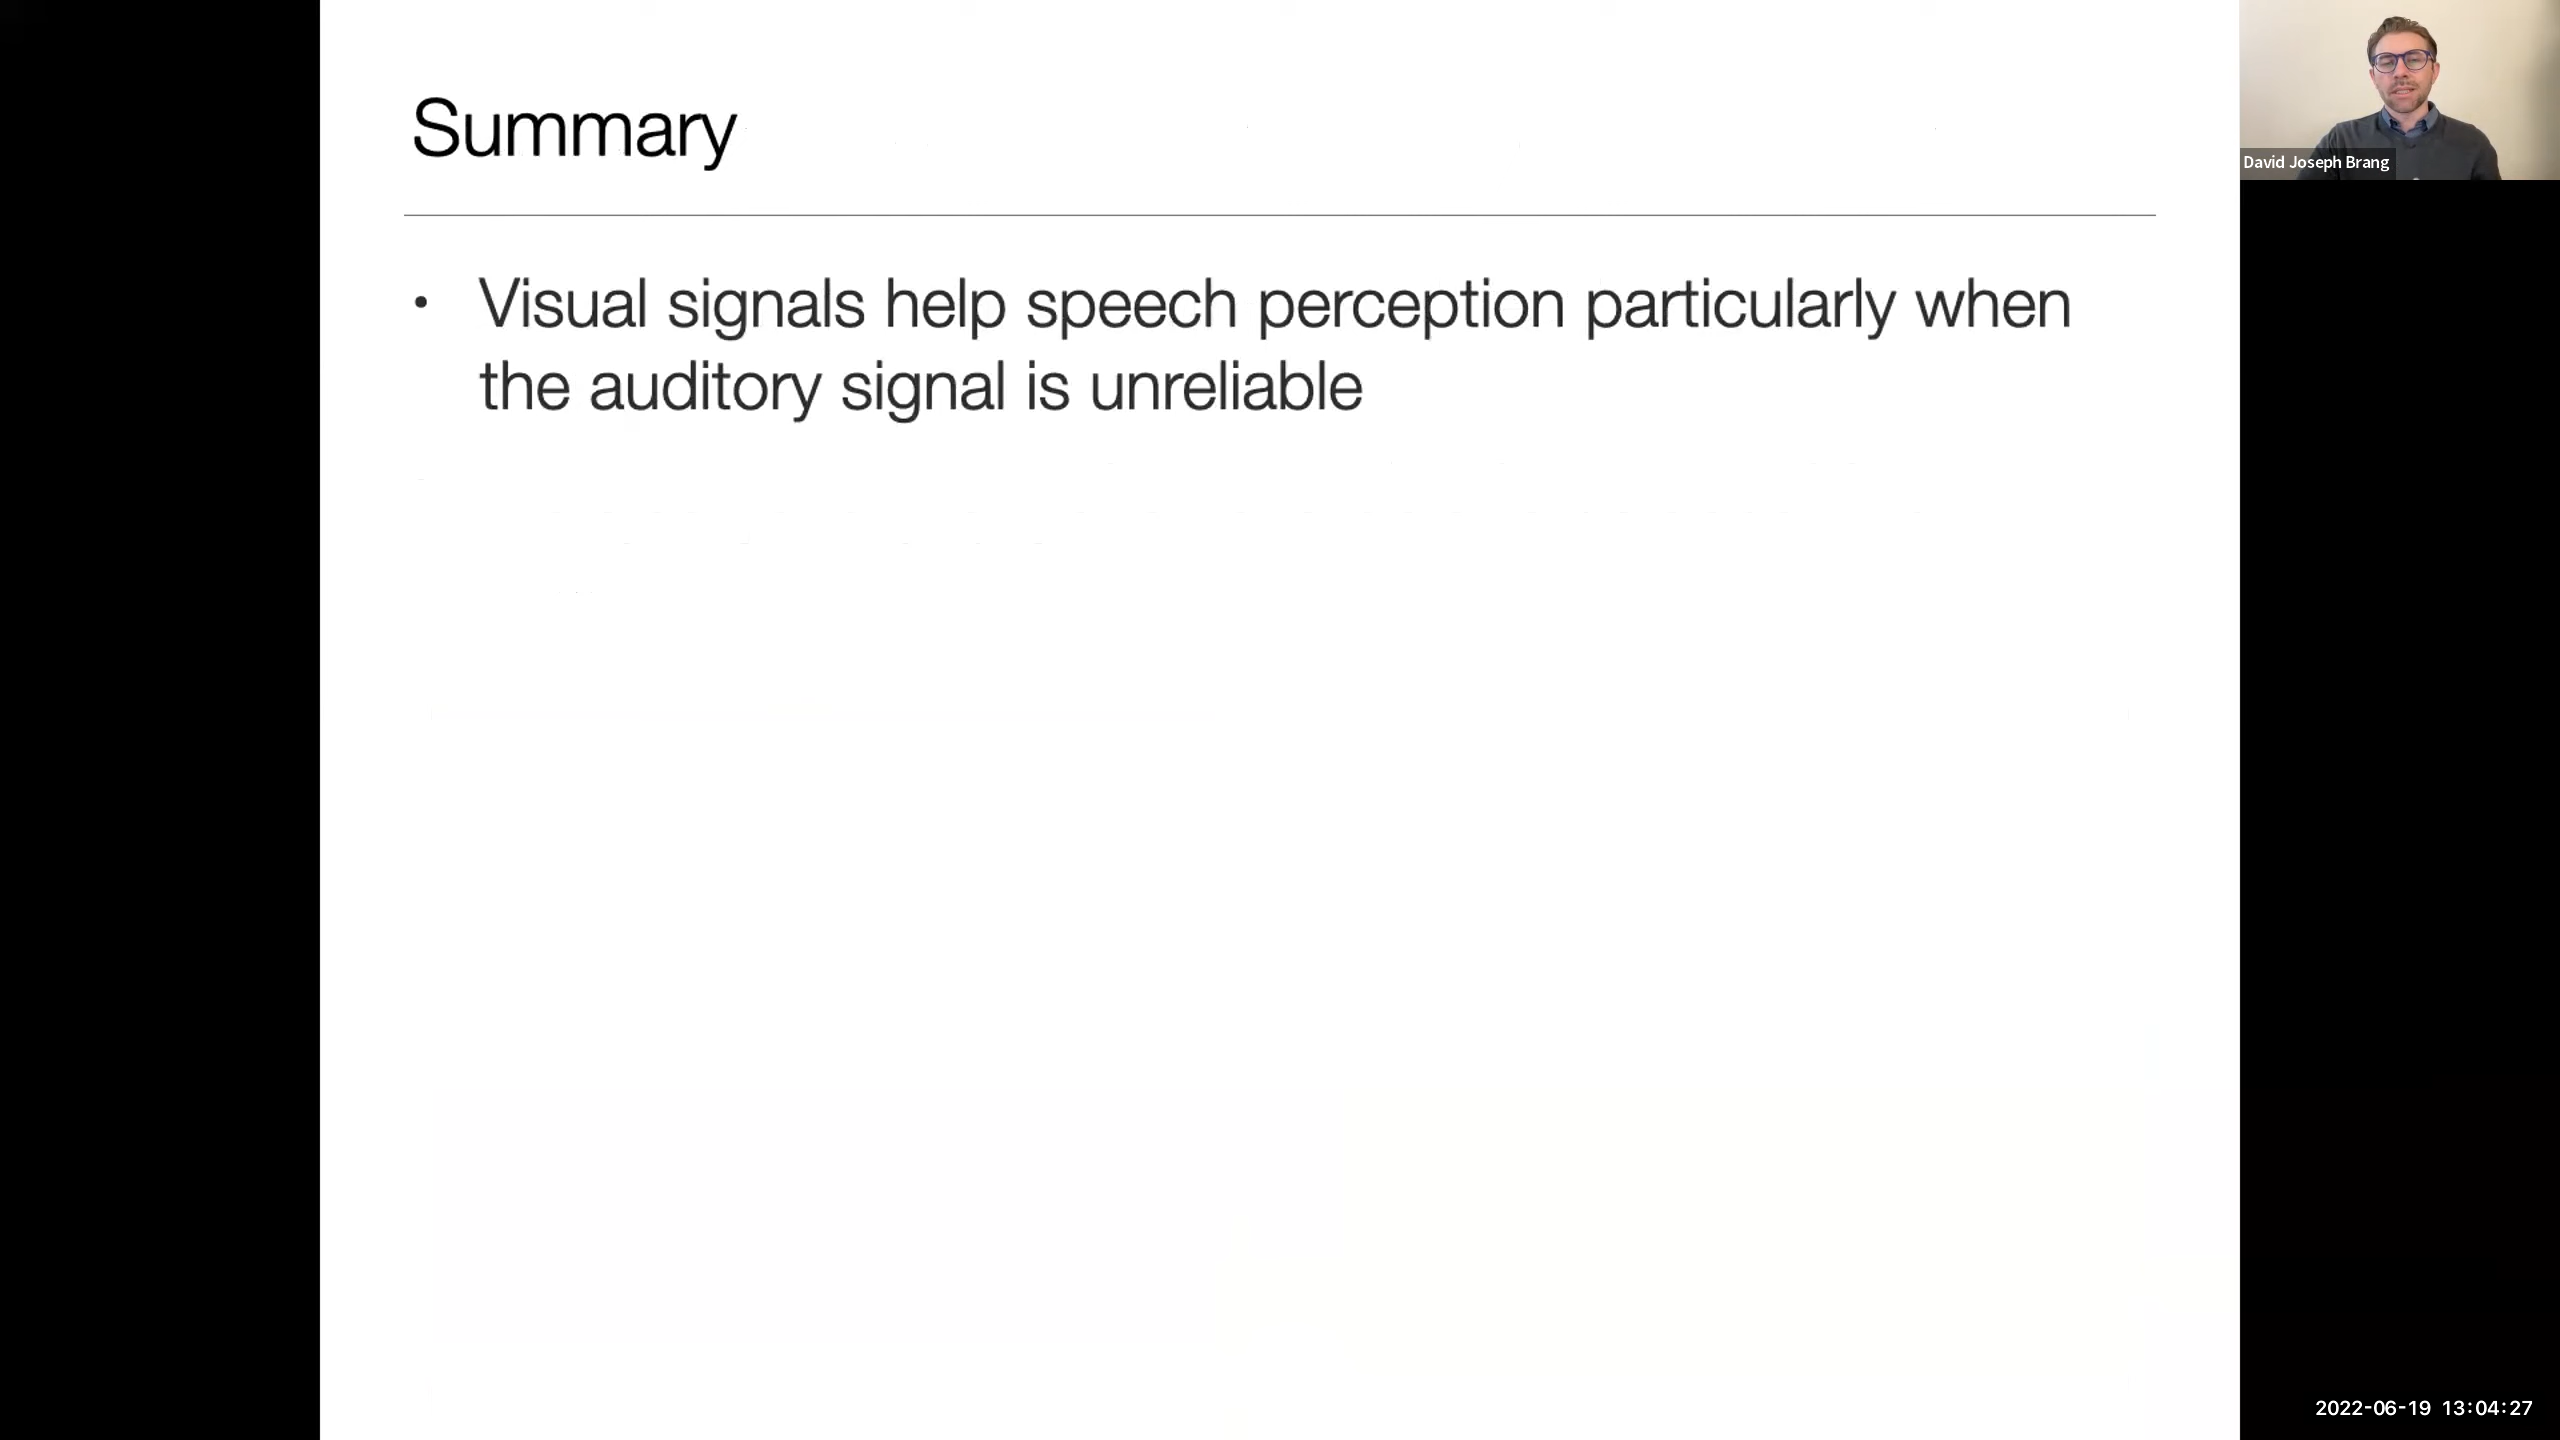 Summary
• Visual signals help speech perception particularly when
the auditory signal is unreliable
David Joseph Brang
2022-06-19 13:04:27